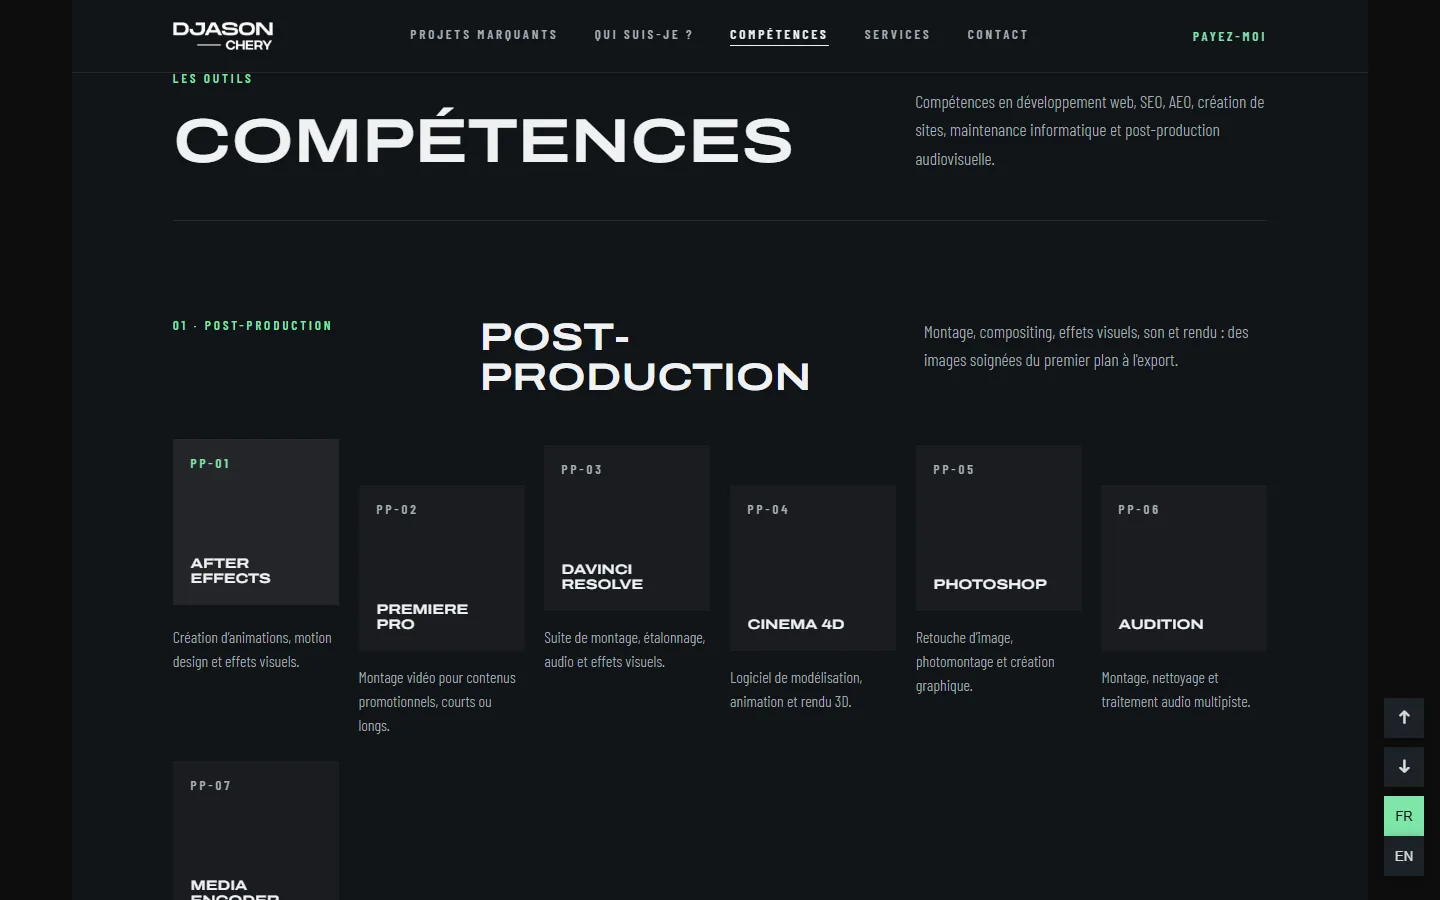 DJASON
CHERY
PROJETS MARQUANTS
QUI SUIS-JE ?
COMPÉTENCES
SERVICES
CONTACT
PAYEZ-MOI
LES OUTILS
COMPÉTENCES
Compétences en développement web, SEO, AEO, création de
sites, maintenance informatique et post-production
audiovisuelle.
01 · POST-PRODUCTION
POST-
PRODUCTION
Montage, compositing, effets visuels, son et rendu : des
images soignées du premier plan à l'export.
PP-01
AFTER
EFFECTS
Création d’animations, motion
design et effets visuels.
PP-02
PREMIERE
PRO
Montage vidéo pour contenus
promotionnels, courts ou
longs.
PP-03
DAVINCI
RESOLVE
Suite de montage, étalonnage,
audio et effets visuels.
PP-04
CINEMA 4D
Logiciel de modélisation,
animation et rendu 3D.
PP-05
PHOTOSHOP
Retouche d’image,
photomontage et création
graphique.
PP-06
AUDITION
Montage, nettoyage et
traitement audio multipiste.
PP-07
MEDIA
ENCODER
FR
EN